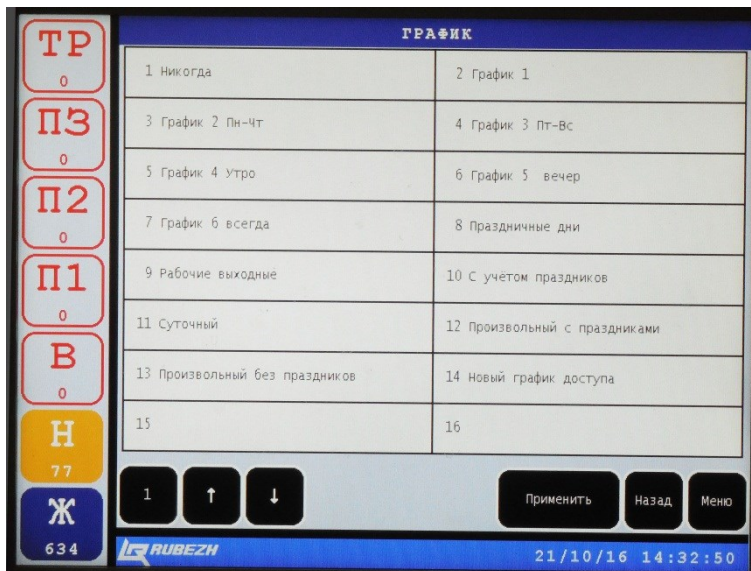 ГРАФИК
ТР
0
ПЗ
0
П2
0
П1
0
В
0
Н
77
Ж
634
1 Никогда
2 График 1
3 График 2 Пн-Чт
4 График 3 Пт-Вс
5 График 4 Утро
6 График 5 вечер
7 График 6 всегда
8 Праздничные дни
9 Рабочие выходные
10 С учётом праздников
11 Суточный
12 Произвольный с праздниками
13 Произвольный без праздников
14 Новый график доступа
15
16
1 ↑ ↓ Применить Назад Меню
RUBEZH 21/10/16 14:32:50